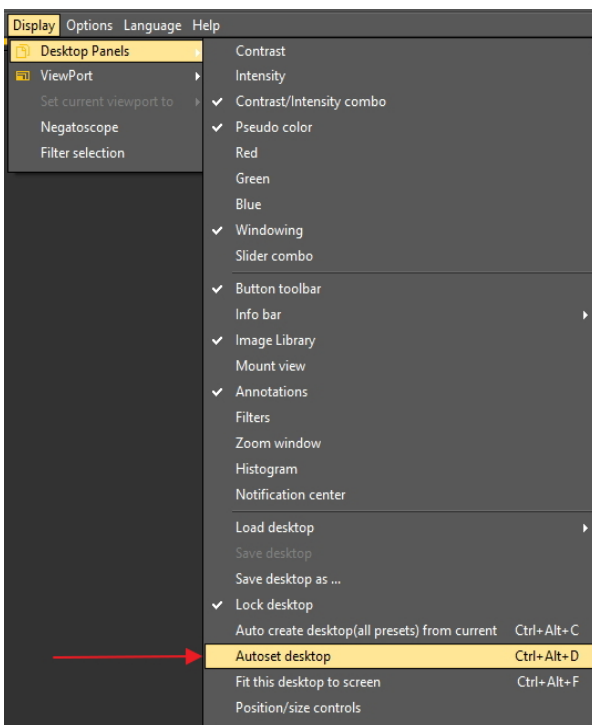 Display Options Language Help
Desktop Panels
ViewPort
Set current viewport to
Negatoscope
Filter selection
Contrast
Intensity
Contrast/Intensity combo
Pseudo color
Red
Green
Blue
Windowing
Slider combo
Button toolbar
Info bar
Image Library
Mount view
Annotations
Filters
Zoom window
Histogram
Notification center
Load desktop
Save desktop
Save desktop as ...
Lock desktop
Auto create desktop(all presets) from current Ctrl+Alt+C
Autoset desktop Ctrl+Alt+D
Fit this desktop to screen Ctrl+Alt+F
Position/size controls